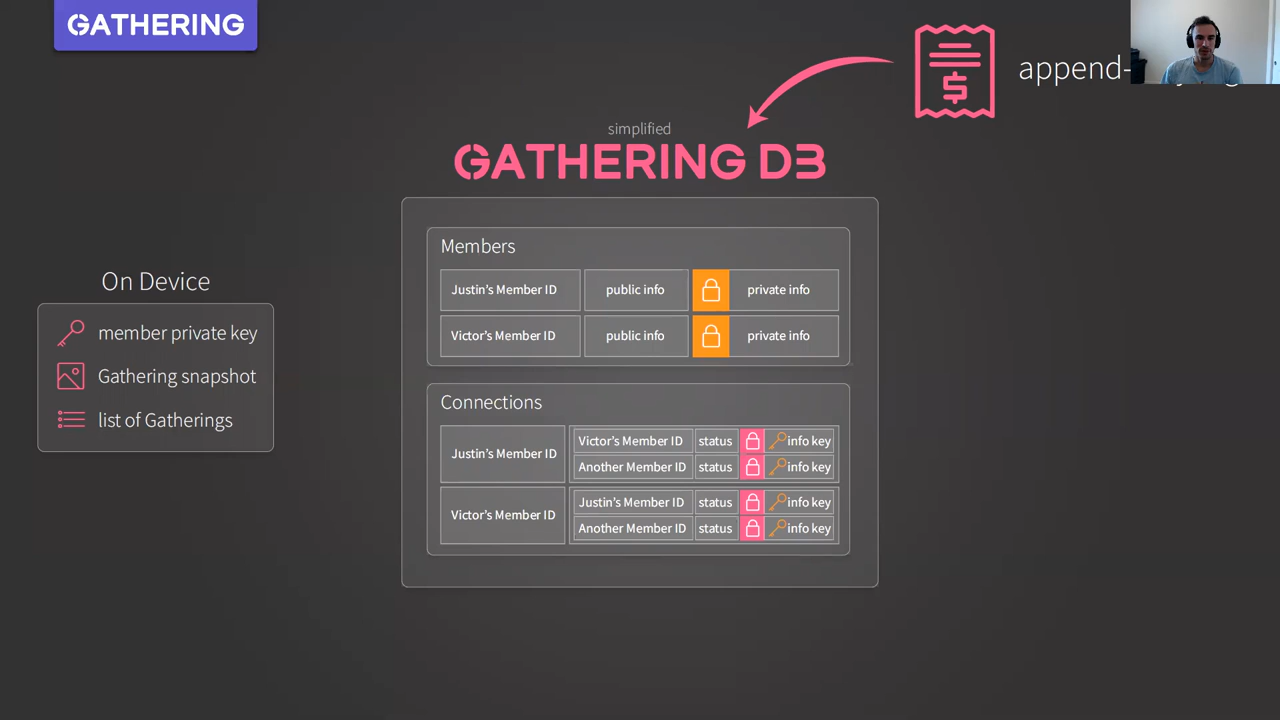 GATHERING
append-
simplified
GATHERING DB
On Device
member private key
Gathering snapshot
list of Gatherings
Members
Justin's Member ID public info private info
Victor's Member ID public info private info
Connections
Justin's Member ID
Victor's Member ID status info key
Another Member ID status info key
Victor's Member ID
Justin's Member ID status info key
Another Member ID status info key
$